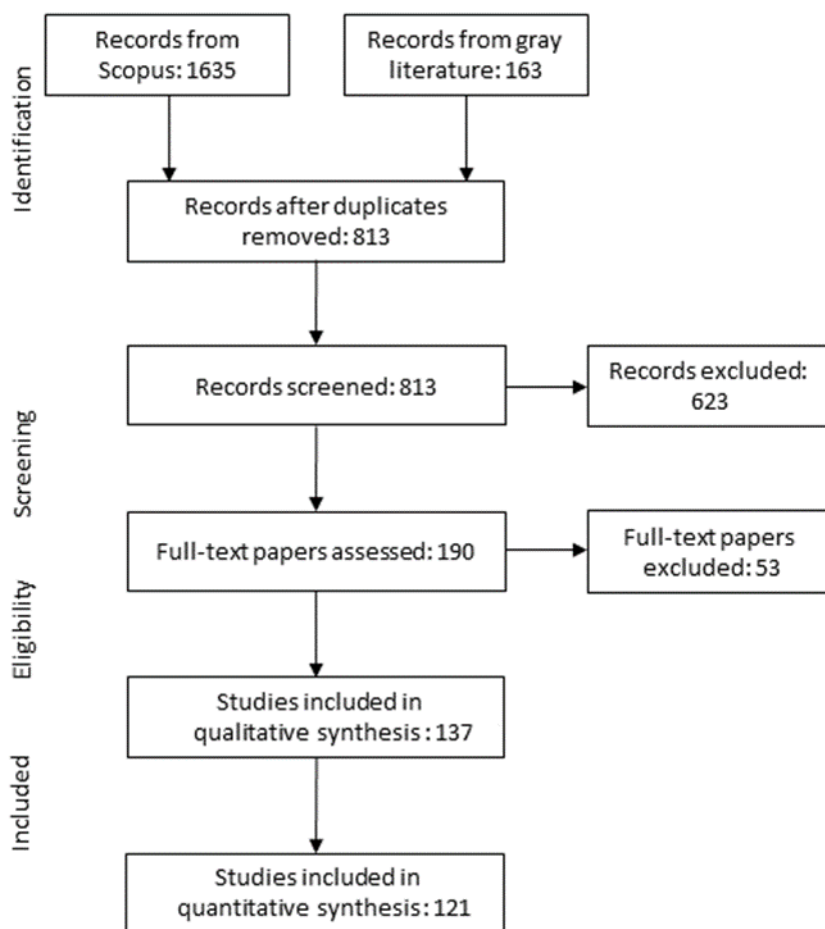 Records from
Scopus: 1635
Records from gray
literature: 163
Identification
Records after duplicates
removed: 813
Records screened: 813
Records excluded:
623
Screening
Full-text papers assessed: 190
Full-text papers
excluded: 53
Eligibility
Studies included in
qualitative synthesis : 137
Included
Studies included in
quantitative synthesis: 121